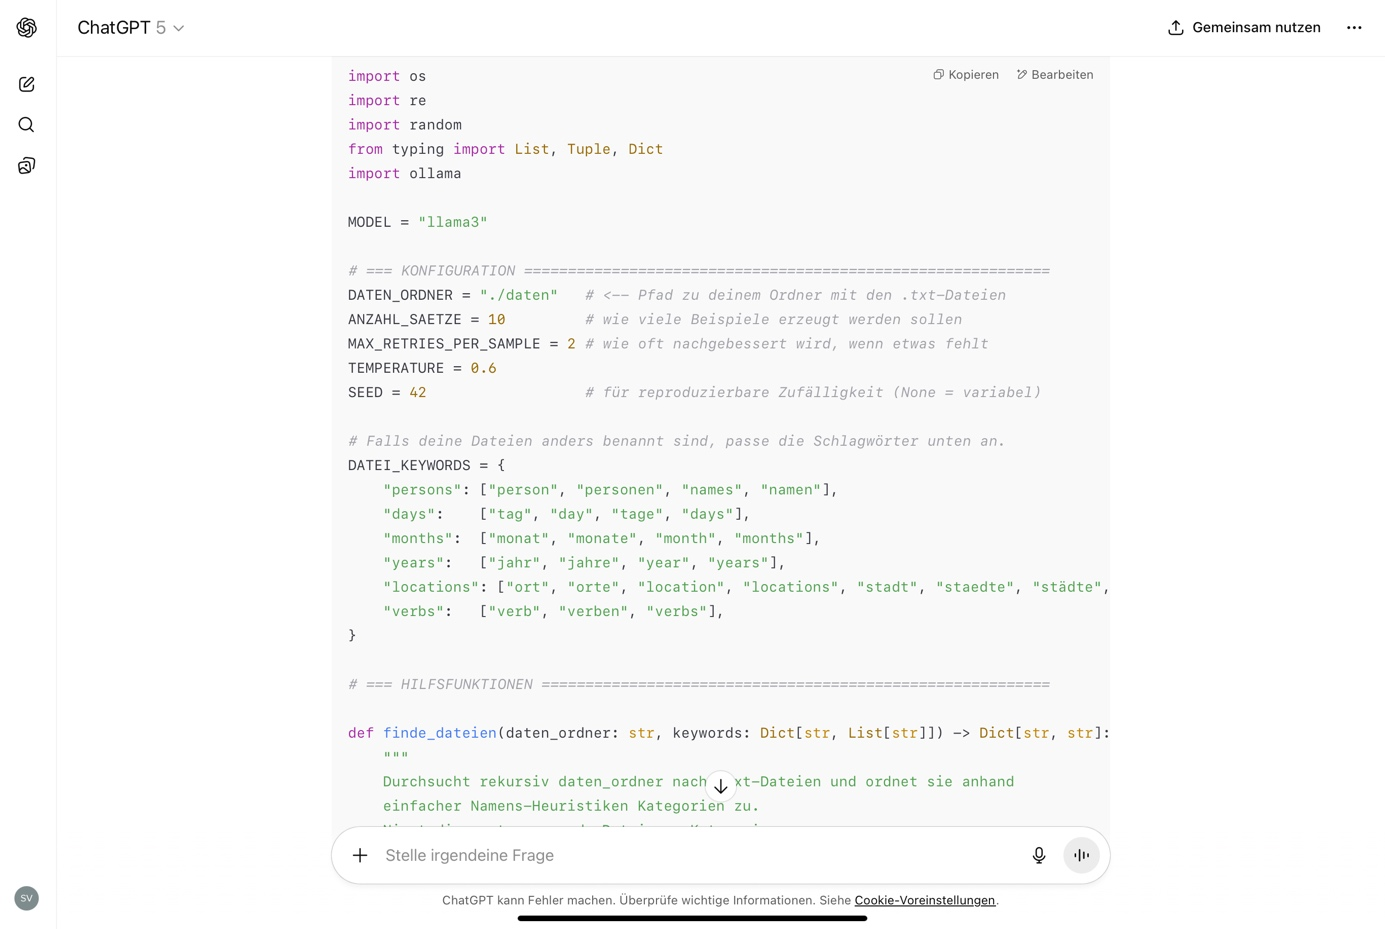 ChatGPT 5
Gemeinsam nutzen
Kopieren Bearbeiten
import os
import re
import random
from typing import List, Tuple, Dict
import ollama
MODEL = "llama3"
# === KONFIGURATION ============================================================
DATEN_ORDNER = "./daten"   # <-- Pfad zu deinem Ordner mit den .txt-Dateien
ANZAHL_SAETZE = 10         # wie viele Beispiele erzeugt werden sollen
MAX_RETRIES_PER_SAMPLE = 2 # wie oft nachgebessert wird, wenn etwas fehlt
TEMPERATURE = 0.6
SEED = 42                  # für reproduzierbare Zufälligkeit (None = variabel)
# Falls deine Dateien anders benannt sind, passe die Schlagwörter unten an.
DATEI_KEYWORDS = {
    "persons": ["person", "personen", "names", "namen"],
    "days":    ["tag", "day", "tage", "days"],
    "months":  ["monat", "monate", "month", "months"],
    "years":   ["jahr", "jahre", "year", "years"],
    "locations": ["ort", "orte", "location", "locations", "stadt", "staedte", "städte",
    "verbs":   ["verb", "verben", "verbs"],
}
# === HILFSFUNKTIONEN ==========================================================
def finde_dateien(daten_ordner: str, keywords: Dict[str, List[str]]) -> Dict[str, str]:
    """
    Durchsucht rekursiv daten_ordner nach xt-Dateien und ordnet sie anhand
    einfacher Namens-Heuristiken Kategorien zu.
Stelle irgendeine Frage
ChatGPT kann Fehler machen. Überprüfe wichtige Informationen. Siehe Cookie-Voreinstellungen.
SV